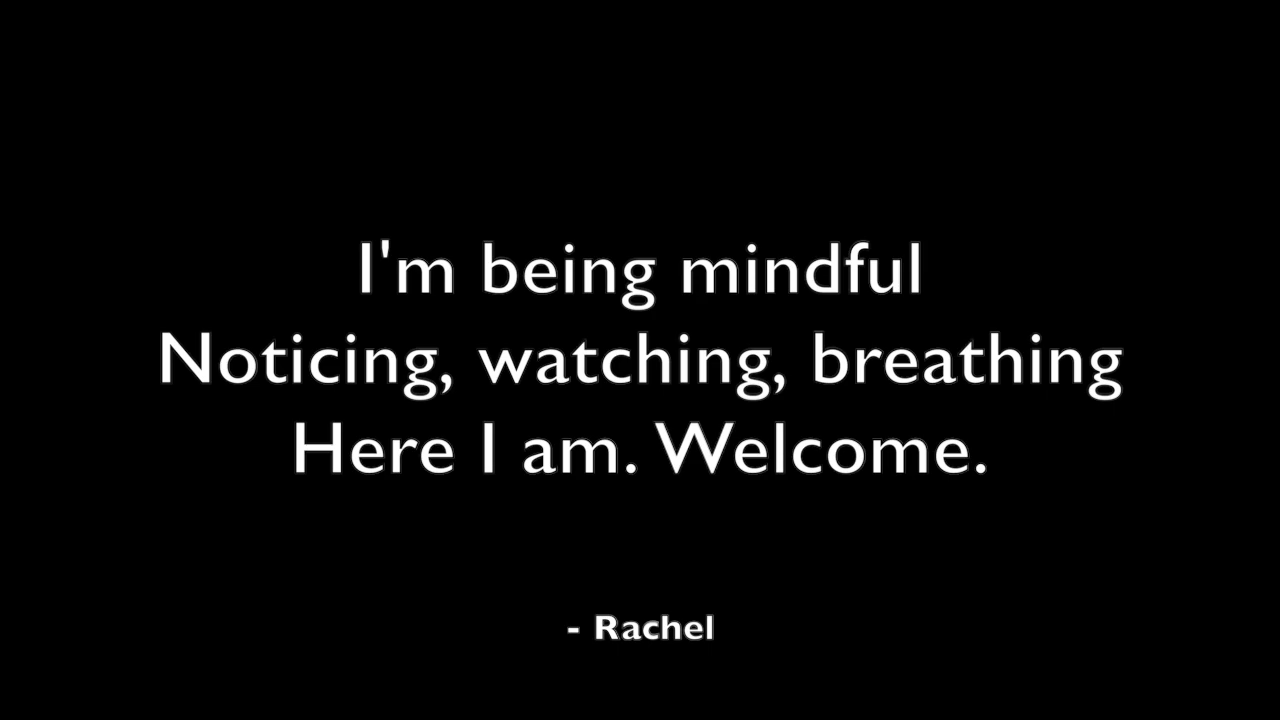 I'm being mindful
Noticing, watching, breathing
Here I am. Welcome.
- Rachel